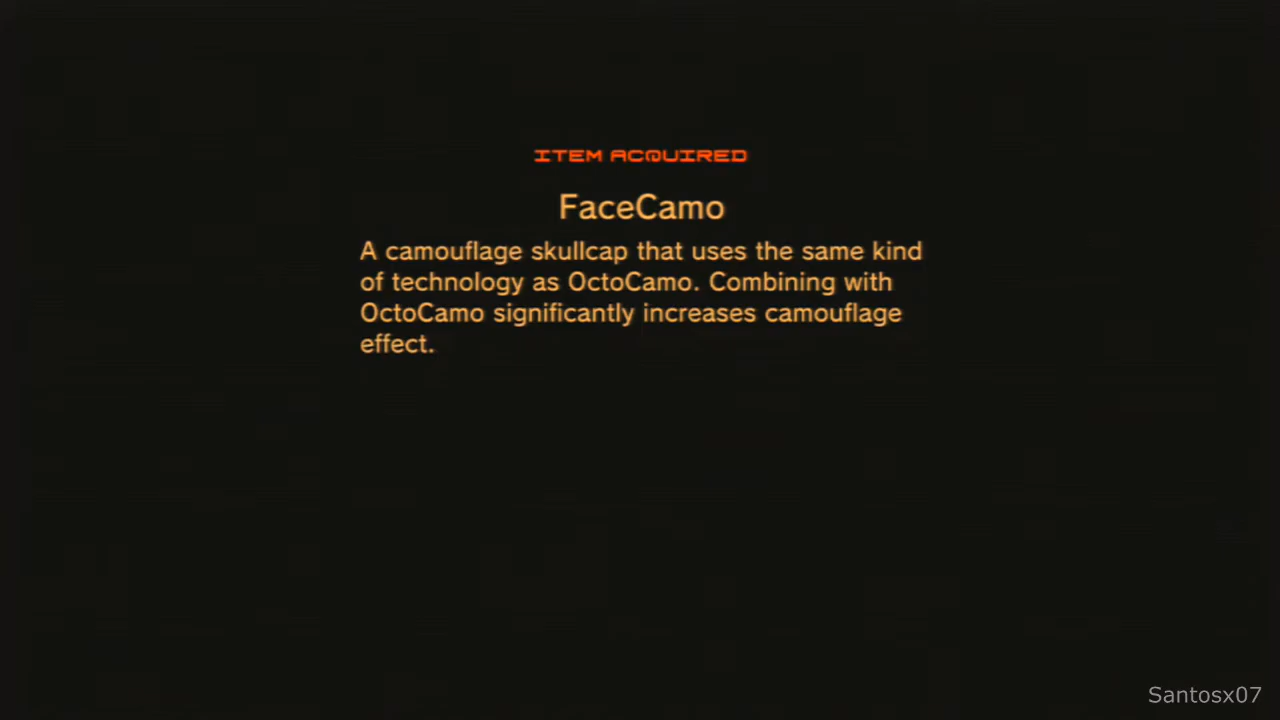 ITEM ACQUIRED
FaceCamo
A camouflage skullcap that uses the same kind
of technology as OctoCamo. Combining with
OctoCamo significantly increases camouflage
effect.
Santosx07